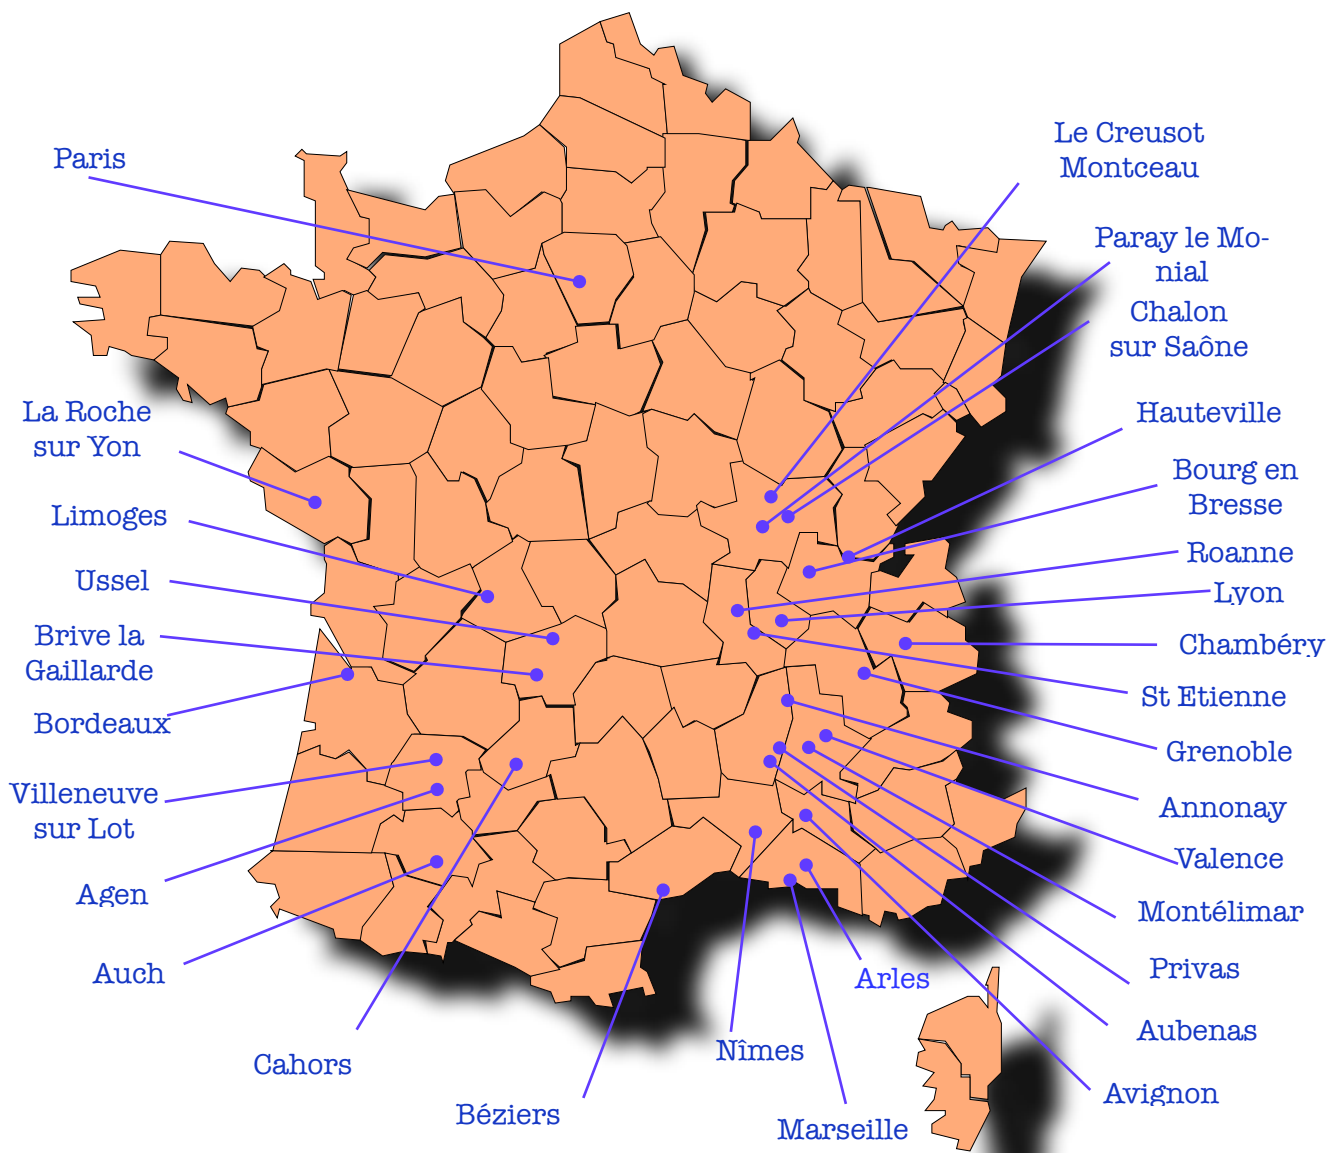 Paris
La Roche
sur Yon
Limoges
Ussel
Brive la
Gaillarde
Bordeaux
Villeneuve
sur Lot
Agen
Auch
Cahors
Béziers
Nîmes
Marseille
Arles
Le Creusot
Montceau
Paray le Mo-
nial
Chalon
sur Saône
Hauteville
Bourg en
Bresse
Roanne
Lyon
Chambéry
St Etienne
Grenoble
Annonay
Valence
Montélimar
Privas
Aubenas
Avignon